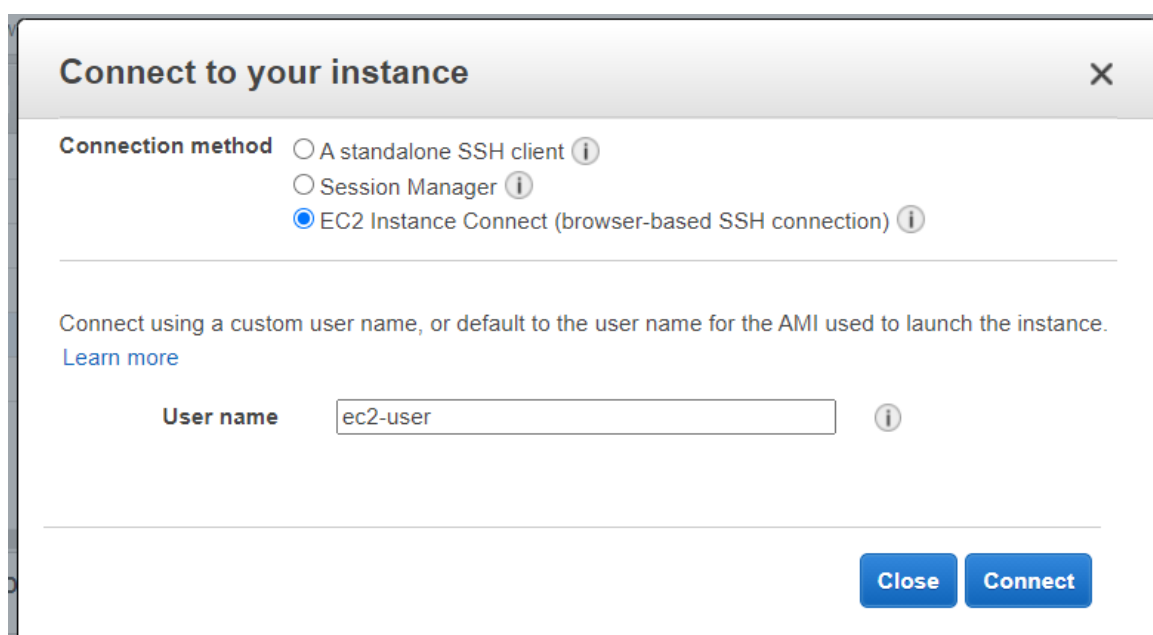 Connect to your instance
Connection method
A standalone SSH client
Session Manager
EC2 Instance Connect (browser-based SSH connection)
Connect using a custom user name, or default to the user name for the AMI used to launch the instance.
Learn more
User name ec2-user
Close Connect